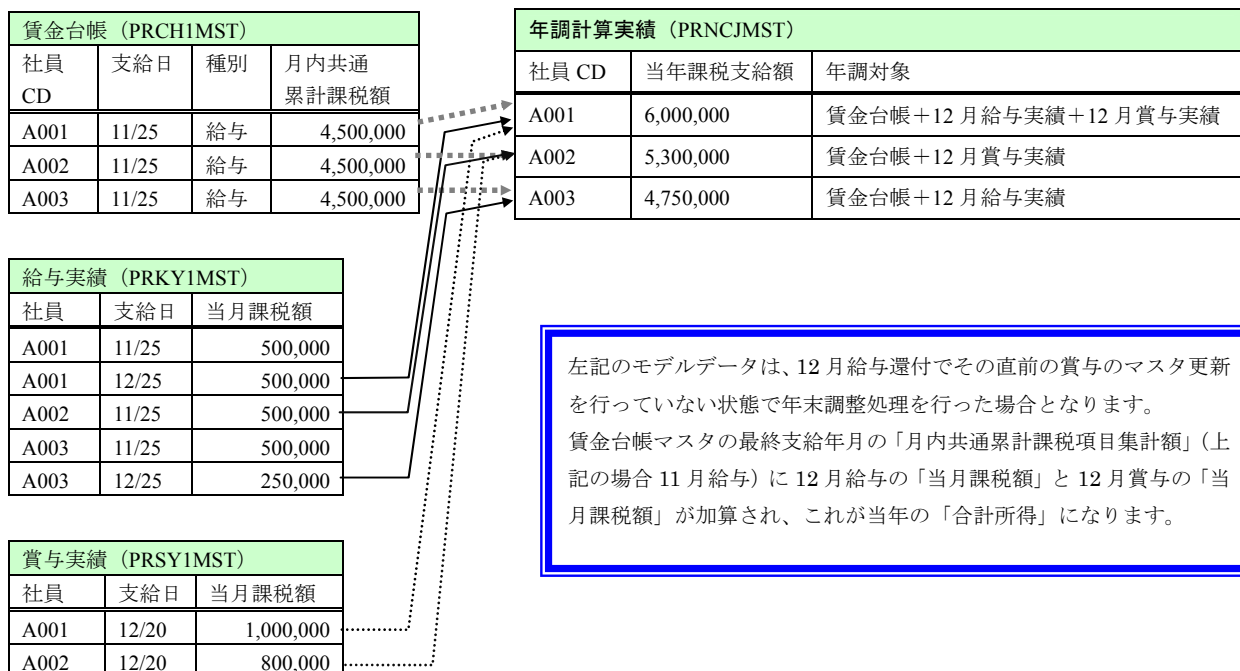 賃金台帳（PRCH1MST）
社員CD 支給日 種別 月内共通累計課税額
A001 11/25 給与 4,500,000
A002 11/25 給与 4,500,000
A003 11/25 給与 4,500,000
年調計算実績（PRNCJMST）
社員 CD 当年課税支給額 年調対象
A001 6,000,000 賃金台帳＋12 月給与実績＋12 月賞与実績
A002 5,300,000 賃金台帳＋12 月賞与実績
A003 4,750,000 賃金台帳＋12 月給与実績
給与実績（PRKY1MST）
社員 支給日 当月課税額
A001 11/25 500,000
A001 12/25 500,000
A002 11/25 500,000
A003 11/25 500,000
A003 12/25 250,000
左記のモデルデータは、12 月給与還付でその直前の賞与のマスタ更新
を行っていない状態で年末調整処理を行った場合となります。
賃金台帳マスタの最終支給年月の「月内共通累計課税項目集計額」（上
記の場合 11 月給与）に 12 月給与の「当月課税額」と 12 月賞与の「当
月課税額」が加算され、これが当年の「合計所得」になります。
賞与実績（PRSY1MST）
社員 支給日 当月課税額
A001 12/20 1,000,000
A002 12/20 800,000